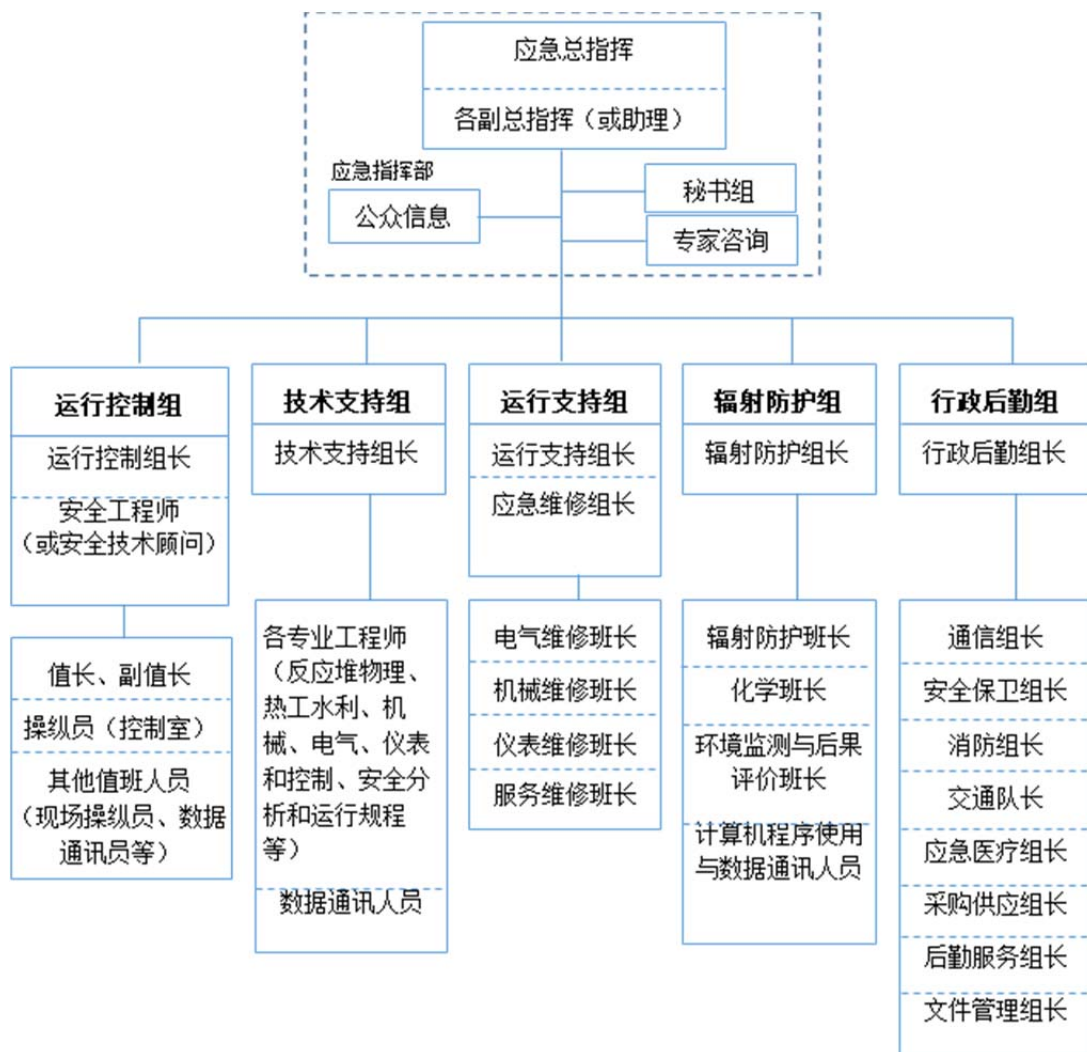 应急总指挥
各副总指挥（或助理）
应急指挥部
公众信息
秘书组
专家咨询
运行控制组
运行控制组长
安全工程师
（或安全技术顾问）
值长、副值长
操纵员（控制室）
其他值班人员
（现场操纵员、数据
通讯员等）
技术支持组
技术支持组长
各专业工程师
（反应堆物理、
热工水利、机
械、电气、仪表
和控制、安全分
析和运行规程
等）
数据通讯人员
运行支持组
运行支持组长
应急维修组长
电气维修班长
机械维修班长
仪表维修班长
服务维修班长
辐射防护组
辐射防护组长
辐射防护班长
化学班长
环境监测与后果
评价班长
计算机程序使用
与数据通讯人员
行政后勤组
行政后勤组长
通信组长
安全保卫组长
消防组长
交通队长
应急医疗组长
采购供应组长
后勤服务组长
文件管理组长